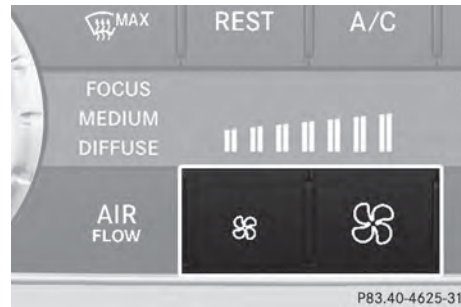 MAX REST A/C
FOCUS
MEDIUM
DIFFUSE
AIR
FLOW
P83.40-4625-31